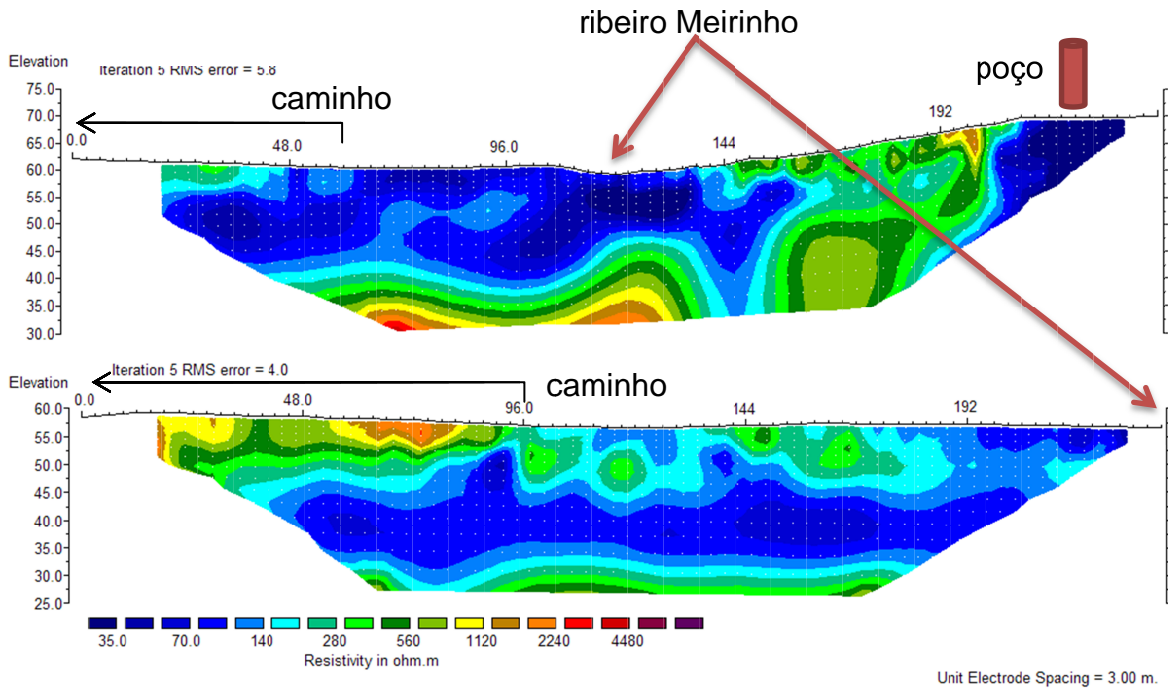 ribeiro Meirinho
poço
Elevation
Iteration 5 RMS error = 5.8
caminho
75.0
70.0
65.0
60.0
55.0
50.0
45.0
40.0
35.0
30.0
0.0 48.0 96.0 144 192
Iteration 5 RMS error = 4.0
Elevation
caminho
0.0 48.0 96.0 144 192
60.0
55.0
50.0
45.0
40.0
35.0
30.0
25.0
35.0 70.0 140 280 560 1120 2240 4480
Resistivity in ohm.m
Unit Electrode Spacing = 3.00 m.